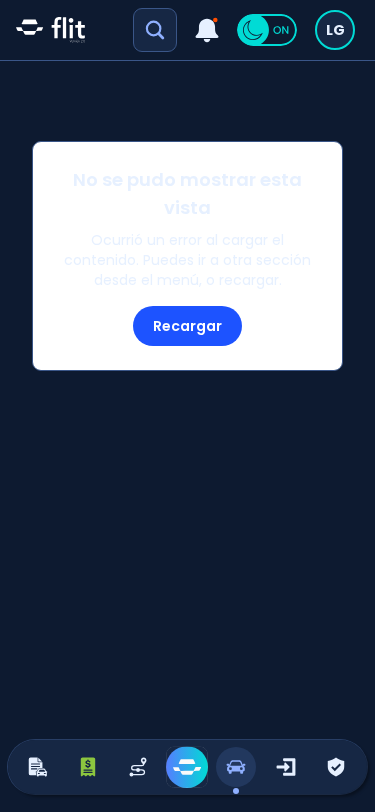 flit
ON
LG
No se pudo mostrar esta
vista
Ocurrió un error al cargar el
contenido. Puedes ir a otra sección
desde el menú, o recargar.
Recargar